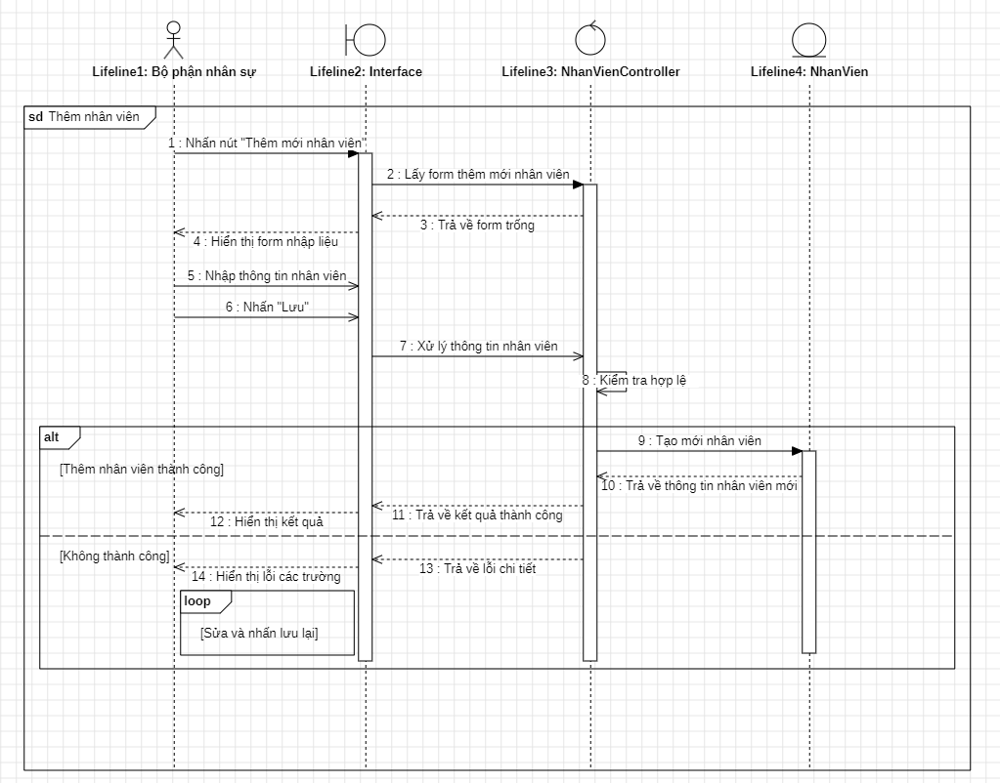 Lifeline1: Bộ phận nhân sự
Lifeline2: Interface
Lifeline3: NhanVienController
Lifeline4: NhanVien
sd Thêm nhân viên
1 : Nhấn nút "Thêm mới nhân viên"
2 : Lấy form thêm mới nhân viên
3 : Trả về form trống
4 : Hiển thị form nhập liệu
5 : Nhập thông tin nhân viên
6 : Nhấn "Lưu"
7 : Xử lý thông tin nhân viên
8 : Kiểm tra hợp lệ
alt
9 : Tạo mới nhân viên
[Thêm nhân viên thành công]
10 : Trả về thông tin nhân viên mới
11 : Trả về kết quả thành công
12 : Hiển thị kết quả
[Không thành công]
13 : Trả về lỗi chi tiết
14 : Hiển thị lỗi các trường
loop
[Sửa và nhấn lưu lại]